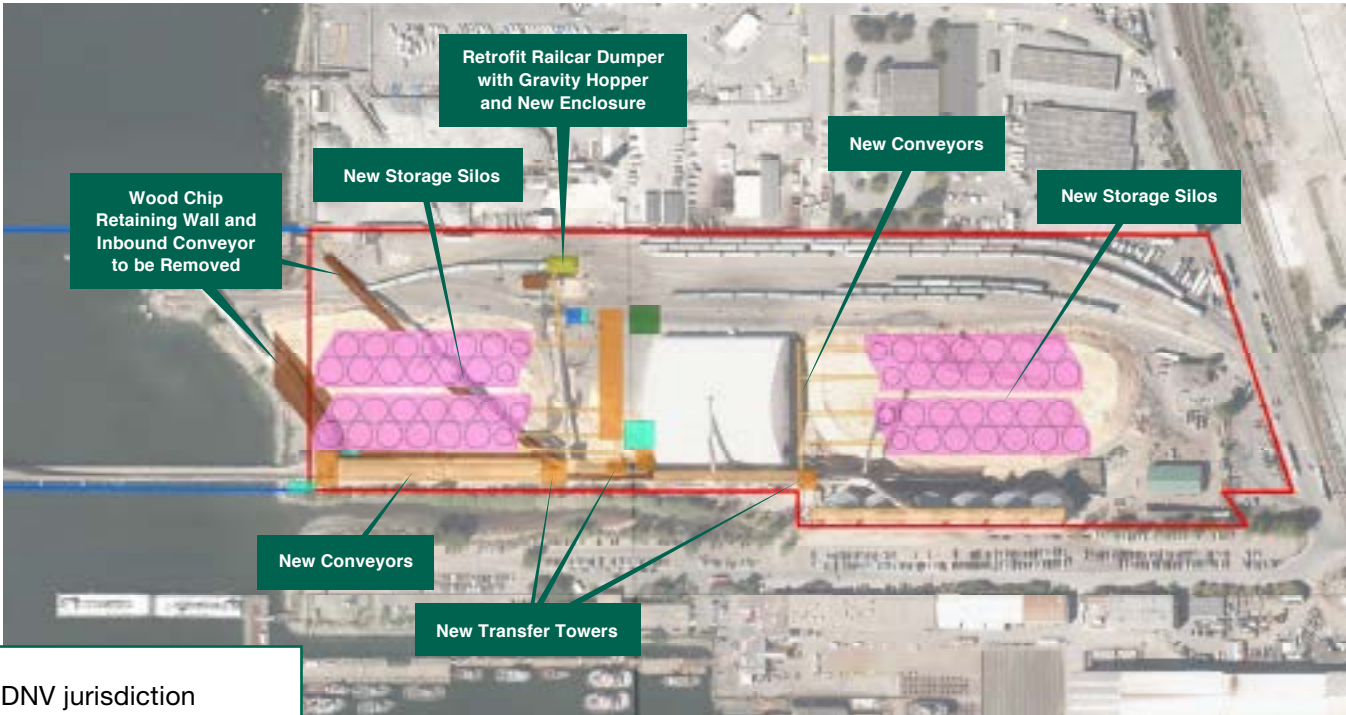 Retrofit Railcar Dumper
with Gravity Hopper
and New Enclosure
New Conveyors
New Storage Silos
New Storage Silos
Wood Chip
Retaining Wall and
Inbound Conveyor
to be Removed
New Conveyors
New Transfer Towers
DNV jurisdiction